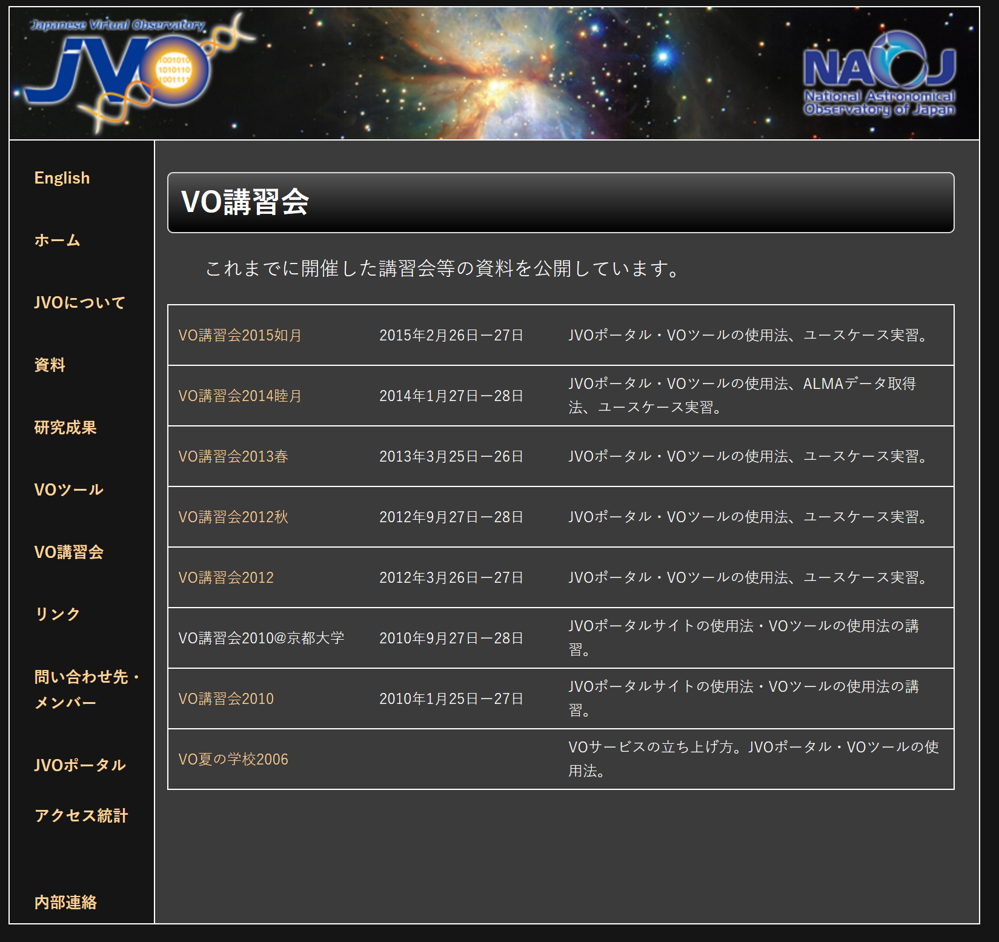 Japanese Virtual Observatory
JVO
1001010
1010110
1001111
NAOJ
National Astronomical
Observatory of Japan
English
ホーム
JVOについて
資料
研究成果
VOツール
VO講習会
リンク
問い合わせ先・
メンバー
JVOポータル
アクセス統計
内部連絡
VO講習会
これまでに開催した講習会等の資料を公開しています。
VO講習会2015如月 2015年2月26日ー27日 JVOポータル・VOツールの使用法、ユースケース実習。
VO講習会2014睦月 2014年1月27日ー28日 JVOポータル・VOツールの使用法、ALMAデータ取得
法、ユースケース実習。
VO講習会2013春 2013年3月25日ー26日 JVOポータル・VOツールの使用法、ユースケース実習。
VO講習会2012秋 2012年9月27日ー28日 JVOポータル・VOツールの使用法、ユースケース実習。
VO講習会2012 2012年3月26日ー27日 JVOポータル・VOツールの使用法、ユースケース実習。
VO講習会2010@京都大学 2010年9月27日ー28日 JVOポータルサイトの使用法・VOツールの使用法の講
習。
VO講習会2010 2010年1月25日ー27日 JVOポータルサイトの使用法・VOツールの使用法の講
習。
VO夏の学校2006 VOサービスの立ち上げ方。JVOポータル・VOツールの使
用法。